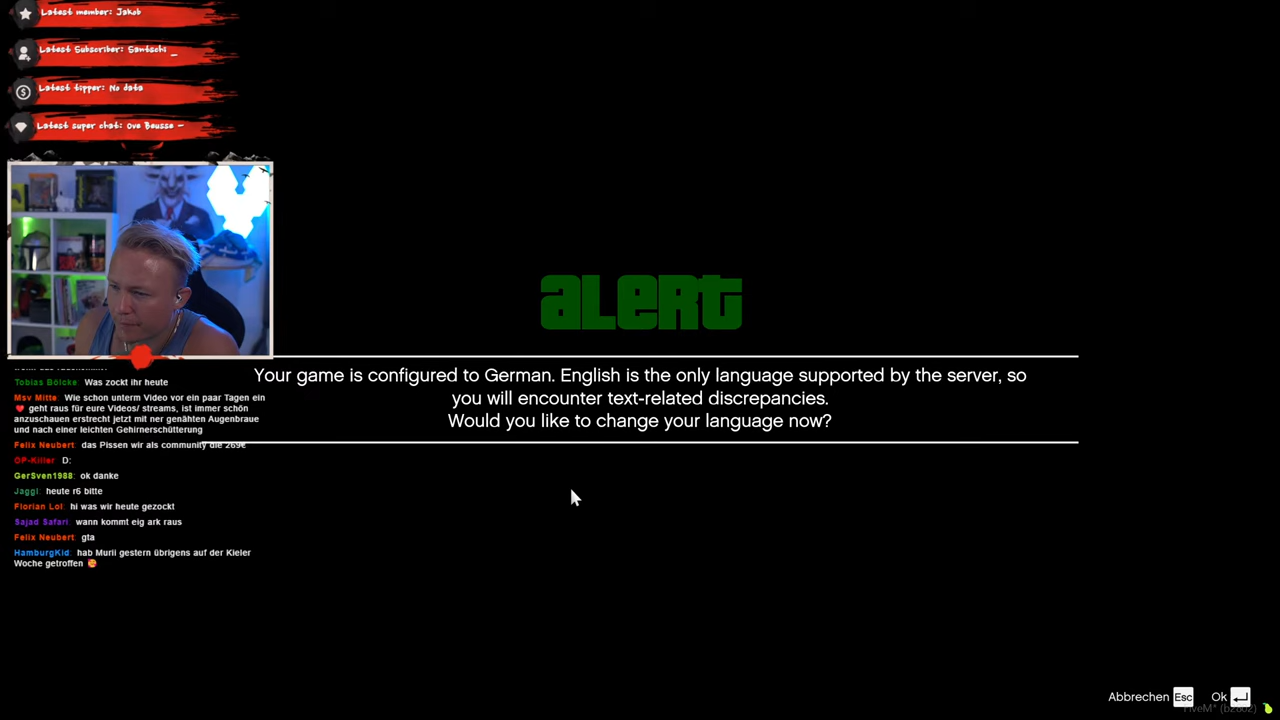 Latest member: Jakob
Latest Subscriber: Santschi -
Latest tipper: No data
Latest super chat: Ove Beusse -
ALERT
Your game is configured to German. English is the only language supported by the server, so
you will encounter text-related discrepancies.
Would you like to change your language now?
Tobias Bölcke: Was zockt ihr heute
Msv Mitte: Wie schon unterm Video vor ein paar Tagen ein
❤️ geht raus für eure Videos/ streams, ist immer schön
anzuschauen erstrecht jetzt mit ner genähten Augenbraue
und nach einer leichten Gehirnerschütterung
Felix Neubert: das Pissen wir als community die 269€
OP-Killer D:
GerSven1988: ok danke
Jaggi: heute r6 bitte
Florian Lol: hi was wir heute gezockt
Sajad Safari wann kommt eig ark raus
Felix Neubert: gta
HamburgKid: hab Murii gestern übrigens auf der Kieler
Woche getroffen
Abbrechen Esc Ok